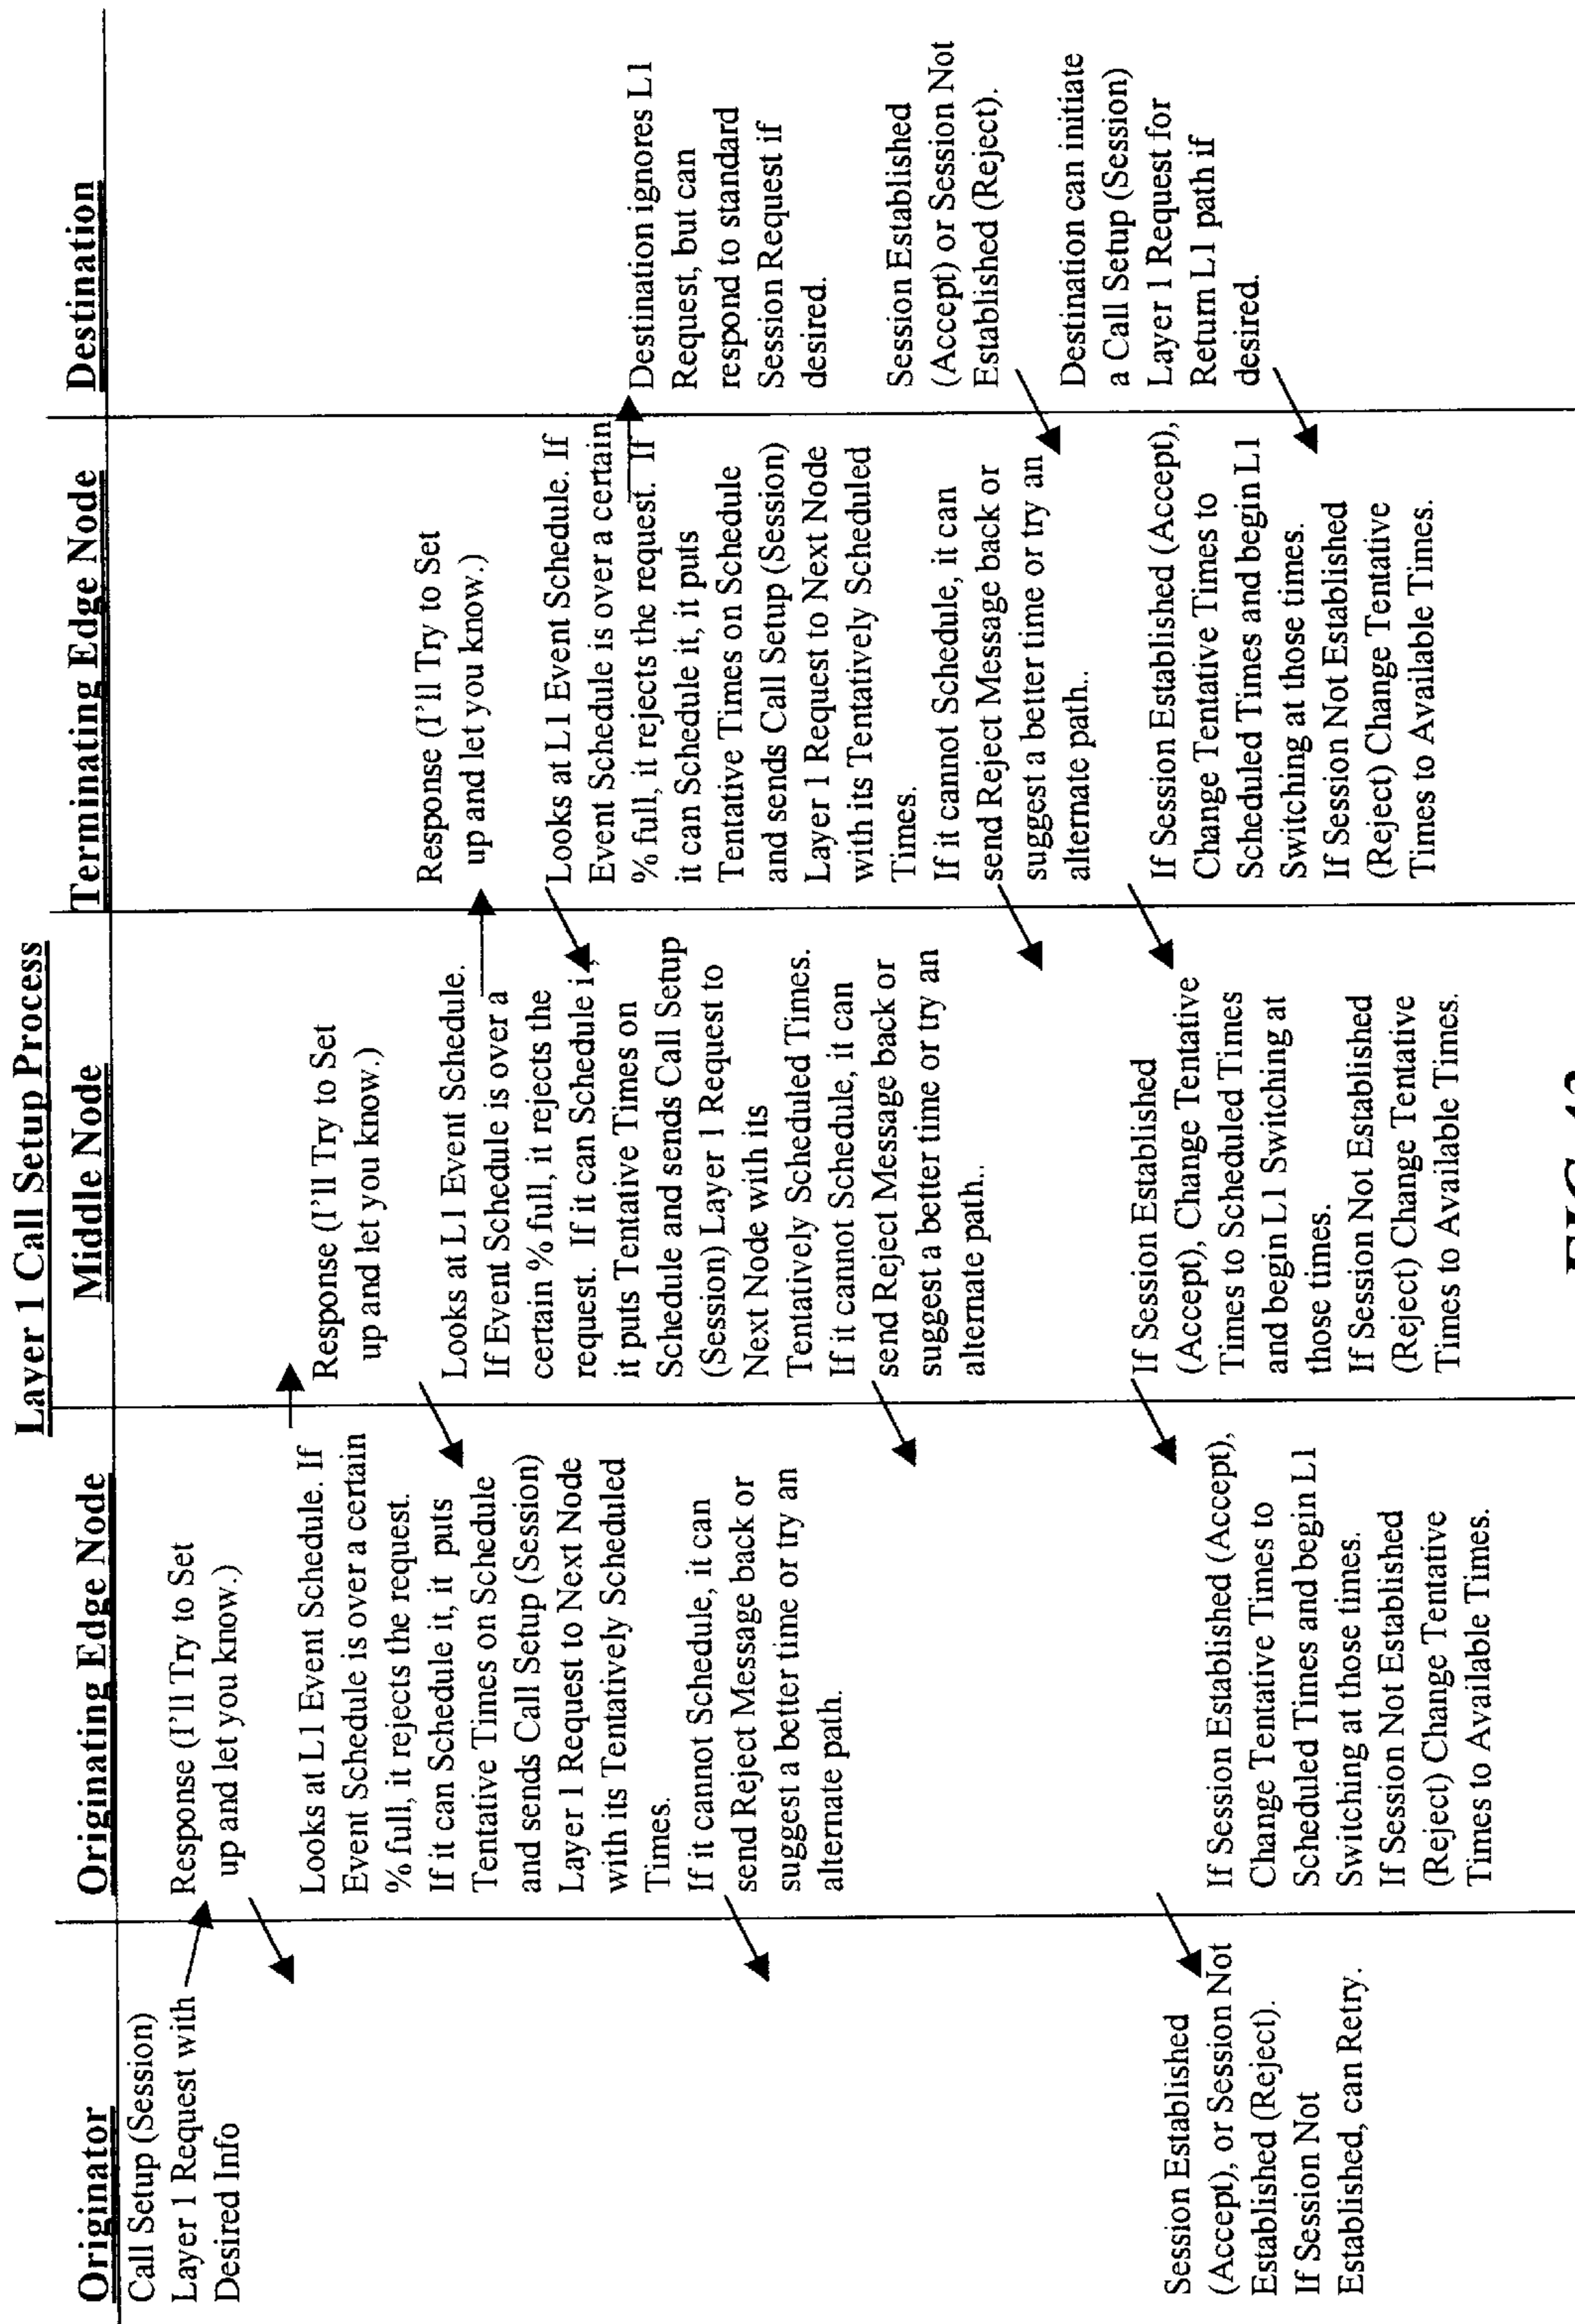 Layer 1 Call Setup Process
Originator
Call Setup (Session)
Layer 1 Request with
Desired Info
Session Established
(Accept), or Session Not
Established (Reject).
If Session Not
Established, can Retry.
Originating Edge Node
Response (I'll Try to Set
up and let you know.)
Looks at L1 Event Schedule. If
Event Schedule is over a certain
% full, it rejects the request.
If it can Schedule it, it puts
Tentative Times on Schedule
and sends Call Setup (Session)
Layer 1 Request to Next Node
with its Tentatively Scheduled
Times.
If it cannot Schedule, it can
send Reject Message back or
suggest a better time or try an
alternate path.
If Session Established (Accept),
Change Tentative Times to
Scheduled Times and begin L1
Switching at those times.
If Session Not Established
(Reject) Change Tentative
Times to Available Times.
Middle Node
Response (I'll Try to Set
up and let you know.)
Looks at L1 Event Schedule.
If Event Schedule is over a
certain % full, it rejects the
request. If it can Schedule it,
it puts Tentative Times on
Schedule and sends Call Setup
(Session) Layer 1 Request to
Next Node with its
Tentatively Scheduled Times.
If it cannot Schedule, it can
send Reject Message back or
suggest a better time or try an
alternate path..
If Session Established
(Accept), Change Tentative
Times to Scheduled Times
and begin L1 Switching at
those times.
If Session Not Established
(Reject) Change Tentative
Times to Available Times.
Terminating Edge Node
Response (I'll Try to Set
up and let you know.)
Looks at L1 Event Schedule. If
Event Schedule is over a certain
% full, it rejects the request. If
it can Schedule it, it puts
Tentative Times on Schedule
and sends Call Setup (Session)
Layer 1 Request to Next Node
with its Tentatively Scheduled
Times.
If it cannot Schedule, it can
send Reject Message back or
suggest a better time or try an
alternate path..
If Session Established (Accept),
Change Tentative Times to
Scheduled Times and begin L1
Switching at those times.
If Session Not Established
(Reject) Change Tentative
Times to Available Times.
Destination
Destination ignores L1
Request, but can
respond to standard
Session Request if
desired.
Session Established
(Accept) or Session Not
Established (Reject).
Destination can initiate
a Call Setup (Session)
Layer 1 Request for
Return L1 path if
desired.